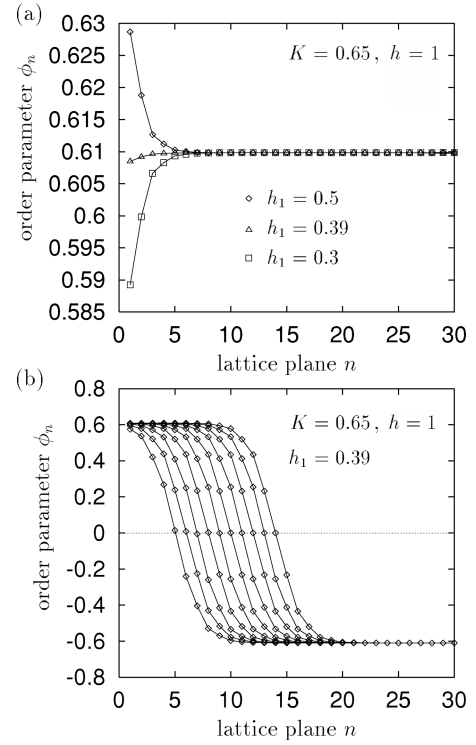 (a)
order parameter ϕn
0.63
0.625
0.62
0.615
0.61
0.605
0.6
0.595
0.59
0.585
K = 0.65 , h = 1
h1 = 0.5
h1 = 0.39
h1 = 0.3
0 5 10 15 20 25 30
lattice plane n
(b)
order parameter ϕn
0.8
0.6
0.4
0.2
0
-0.2
-0.4
-0.6
-0.8
K = 0.65 , h = 1
h1 = 0.39
0 5 10 15 20 25 30
lattice plane n